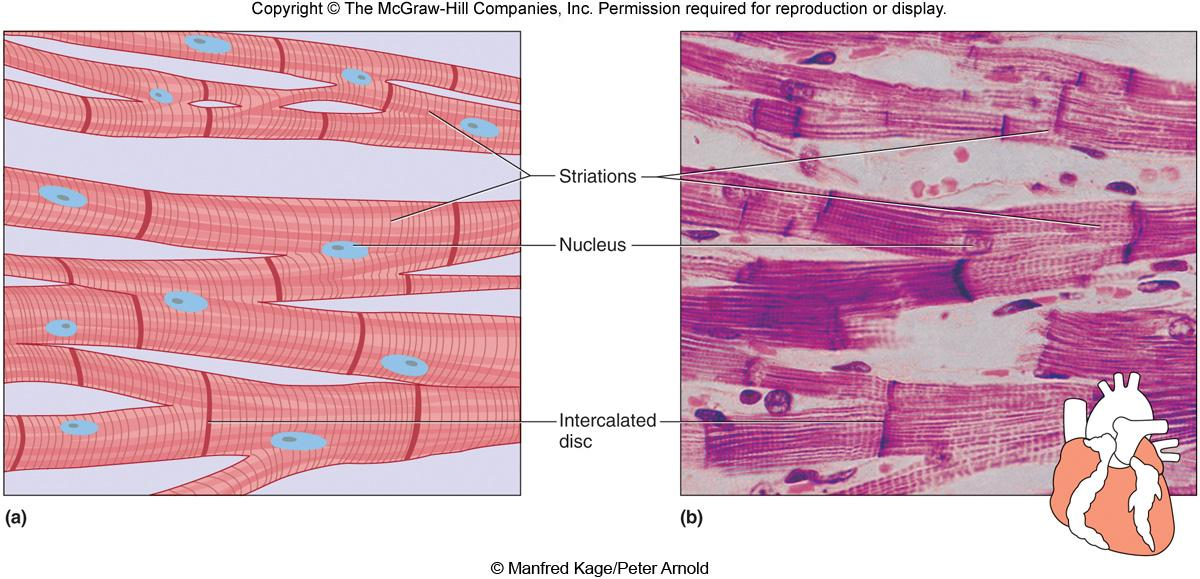 Copyright © The McGraw-Hill Companies, Inc. Permission required for reproduction or display.
Striations
Nucleus
Intercalated
disc
(a)
(b)
© Manfred Kage/Peter Arnold